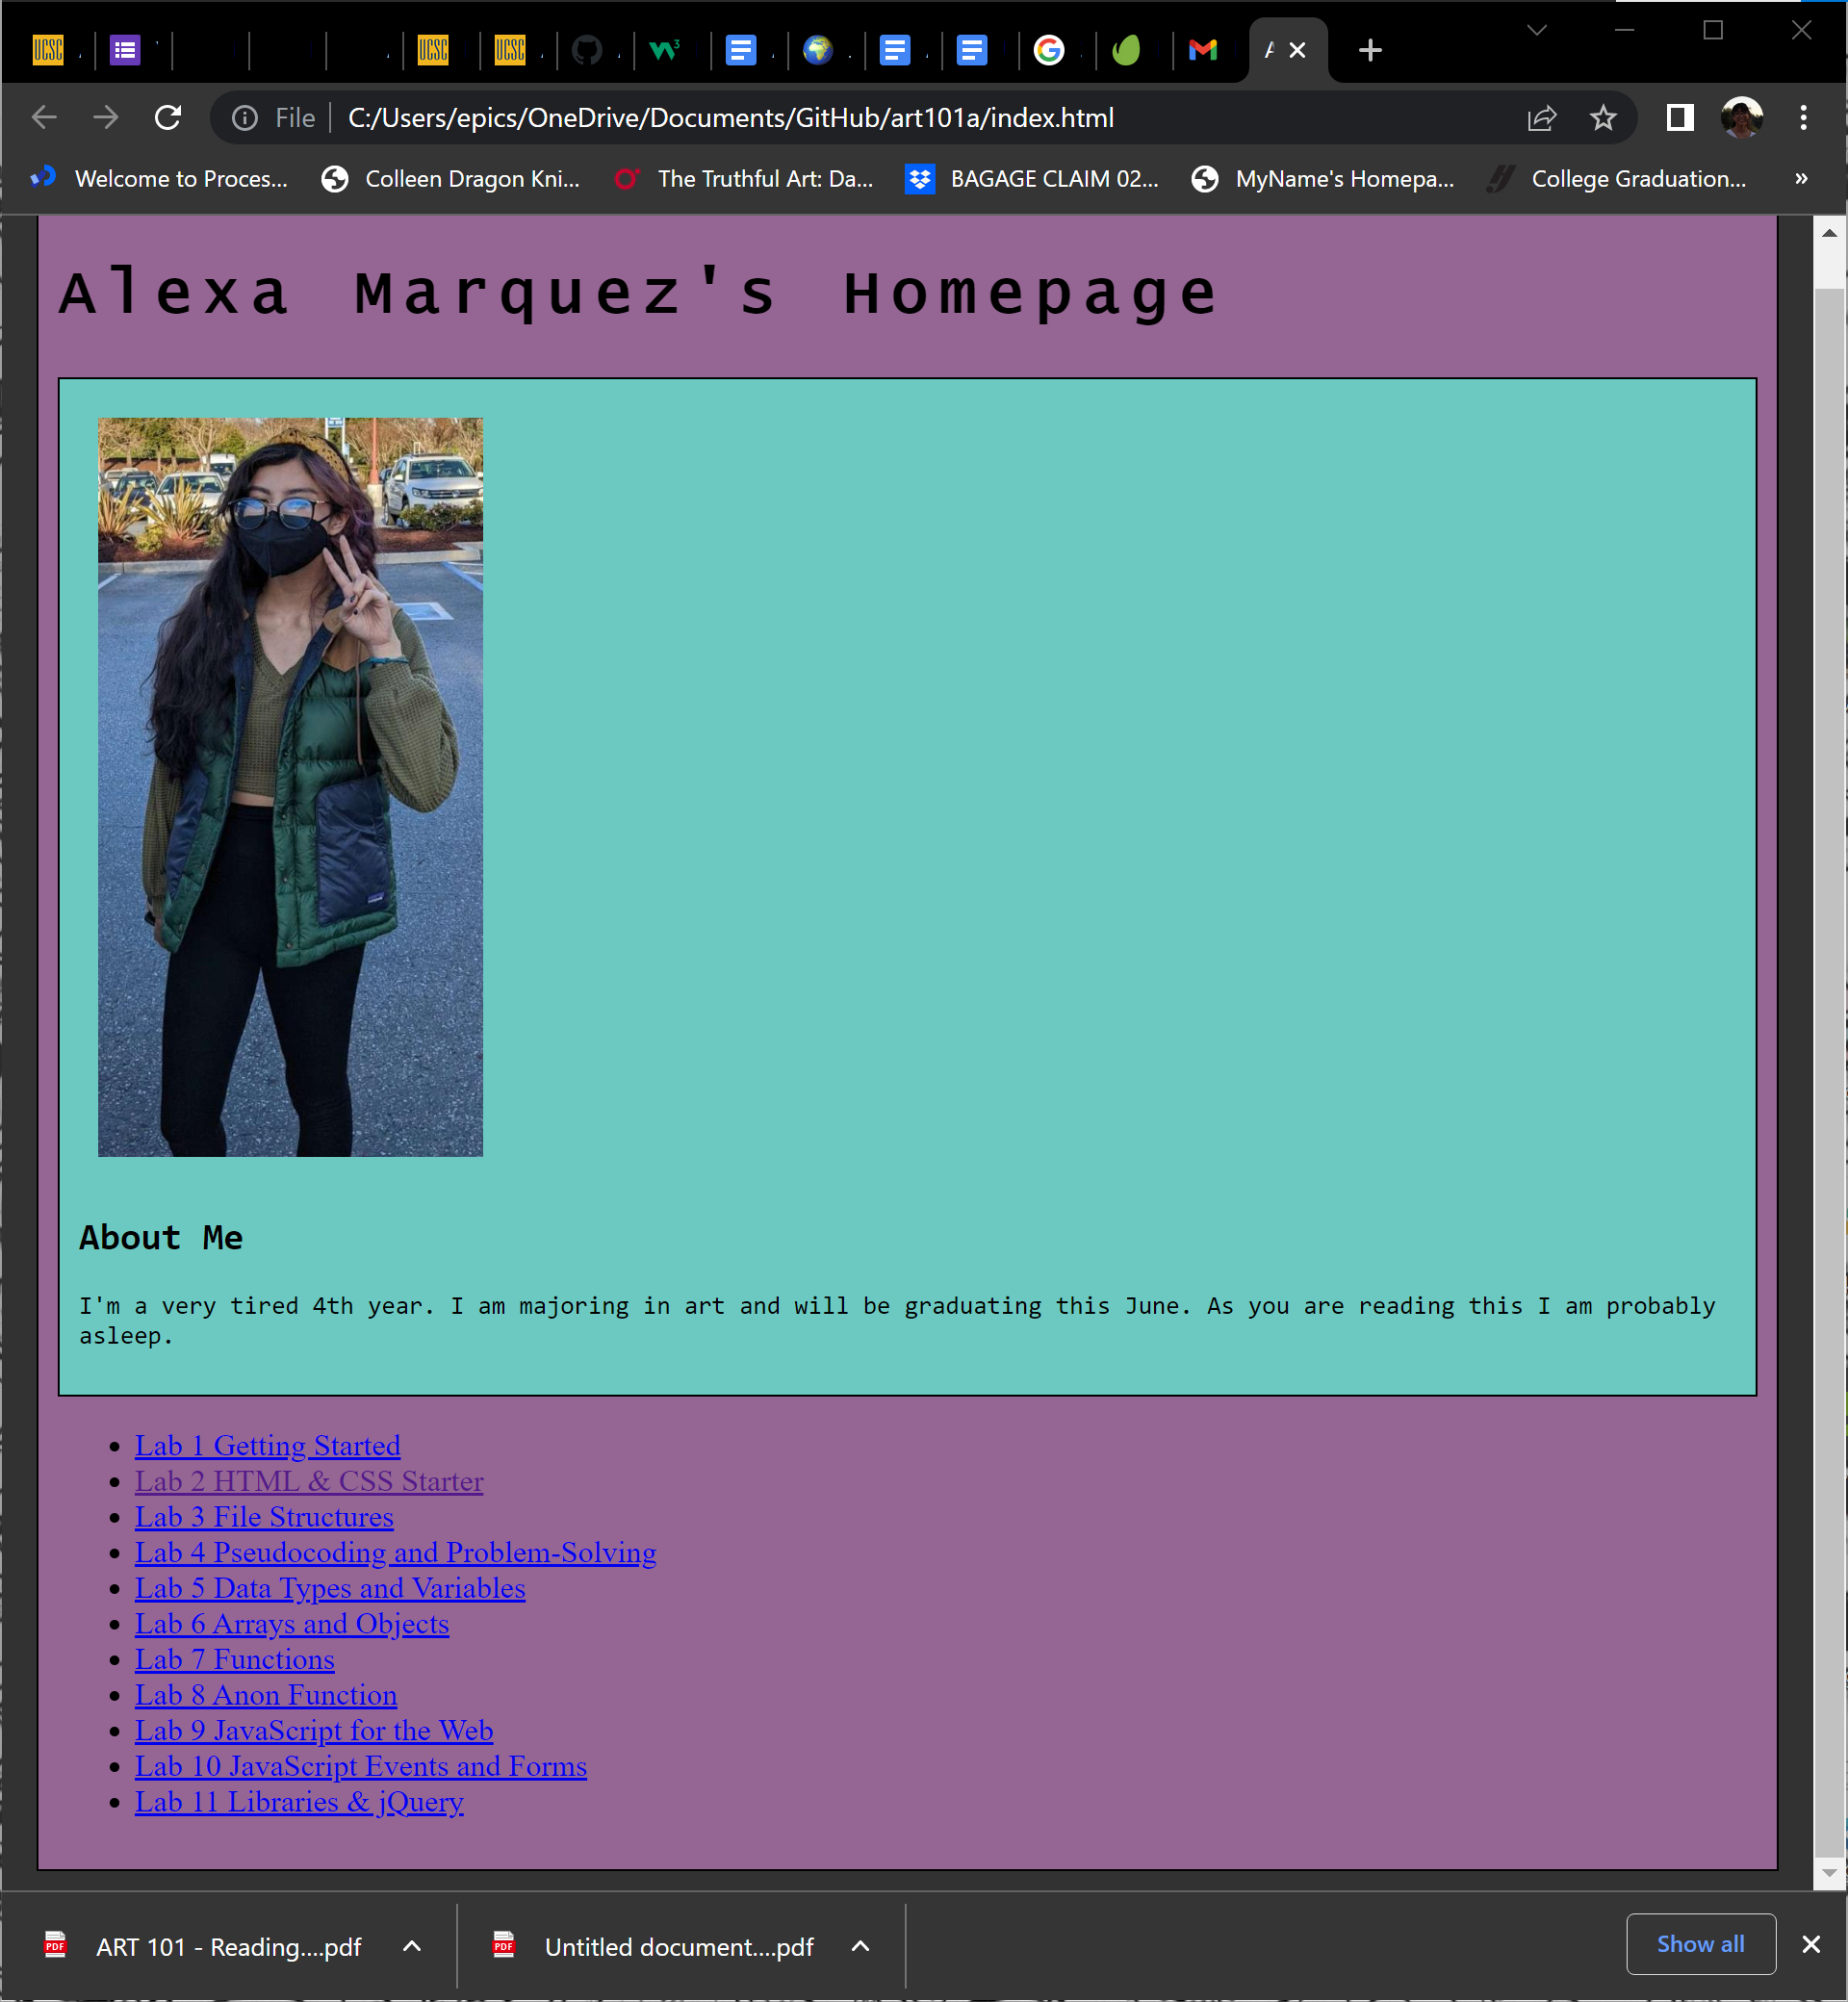 UCSC
UCSC
UCSC
File
C:/Users/epics/OneDrive/Documents/GitHub/art101a/index.html
Welcome to Proces...
Colleen Dragon Kni...
The Truthful Art: Da...
BAGAGE CLAIM 02...
MyName's Homepa...
College Graduation...
»
Alexa Marquez's Homepage
About Me
I'm a very tired 4th year. I am majoring in art and will be graduating this June. As you are reading this I am probably
asleep.
Lab 1 Getting Started
Lab 2 HTML & CSS Starter
Lab 3 File Structures
Lab 4 Pseudocoding and Problem-Solving
Lab 5 Data Types and Variables
Lab 6 Arrays and Objects
Lab 7 Functions
Lab 8 Anon Function
Lab 9 JavaScript for the Web
Lab 10 JavaScript Events and Forms
Lab 11 Libraries & jQuery
PDF
ART 101 - Reading....pdf
PDF
Untitled document....pdf
Show all